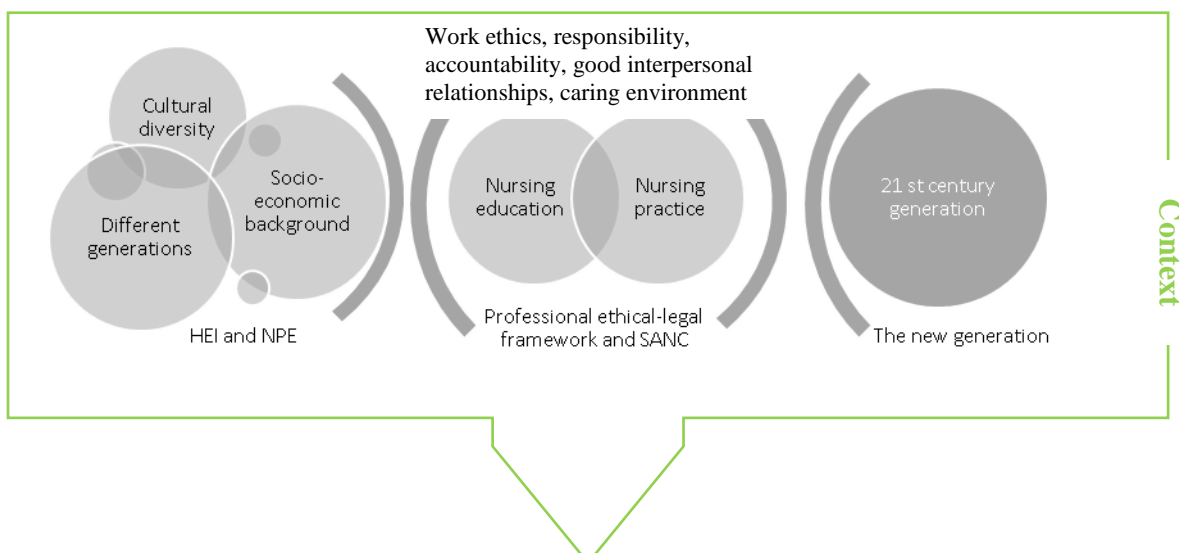 Work ethics, responsibility,
accountability, good interpersonal
relationships, caring environment
Cultural
diversity
Socio-
economic
background
Different
generations
HEI and NPE
Nursing
education
Nursing
practice
Professional ethical-legal
framework and SANC
21 st century
generation
The new generation
Context